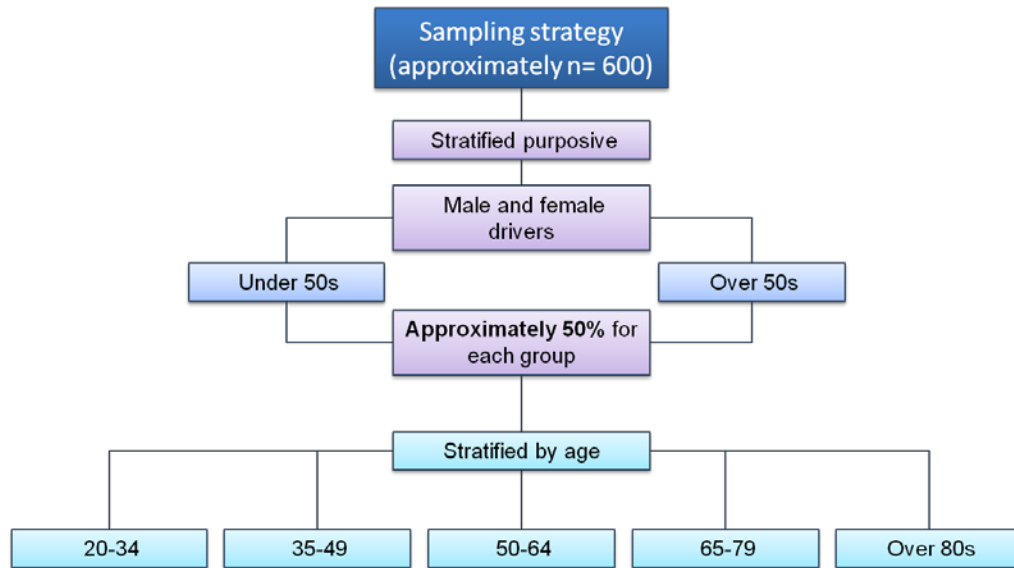 Sampling strategy
(approximately n= 600)
Stratified purposive
Male and female
drivers
Under 50s
Over 50s
Approximately 50% for
each group
Stratified by age
20-34
35-49
50-64
65-79
Over 80s